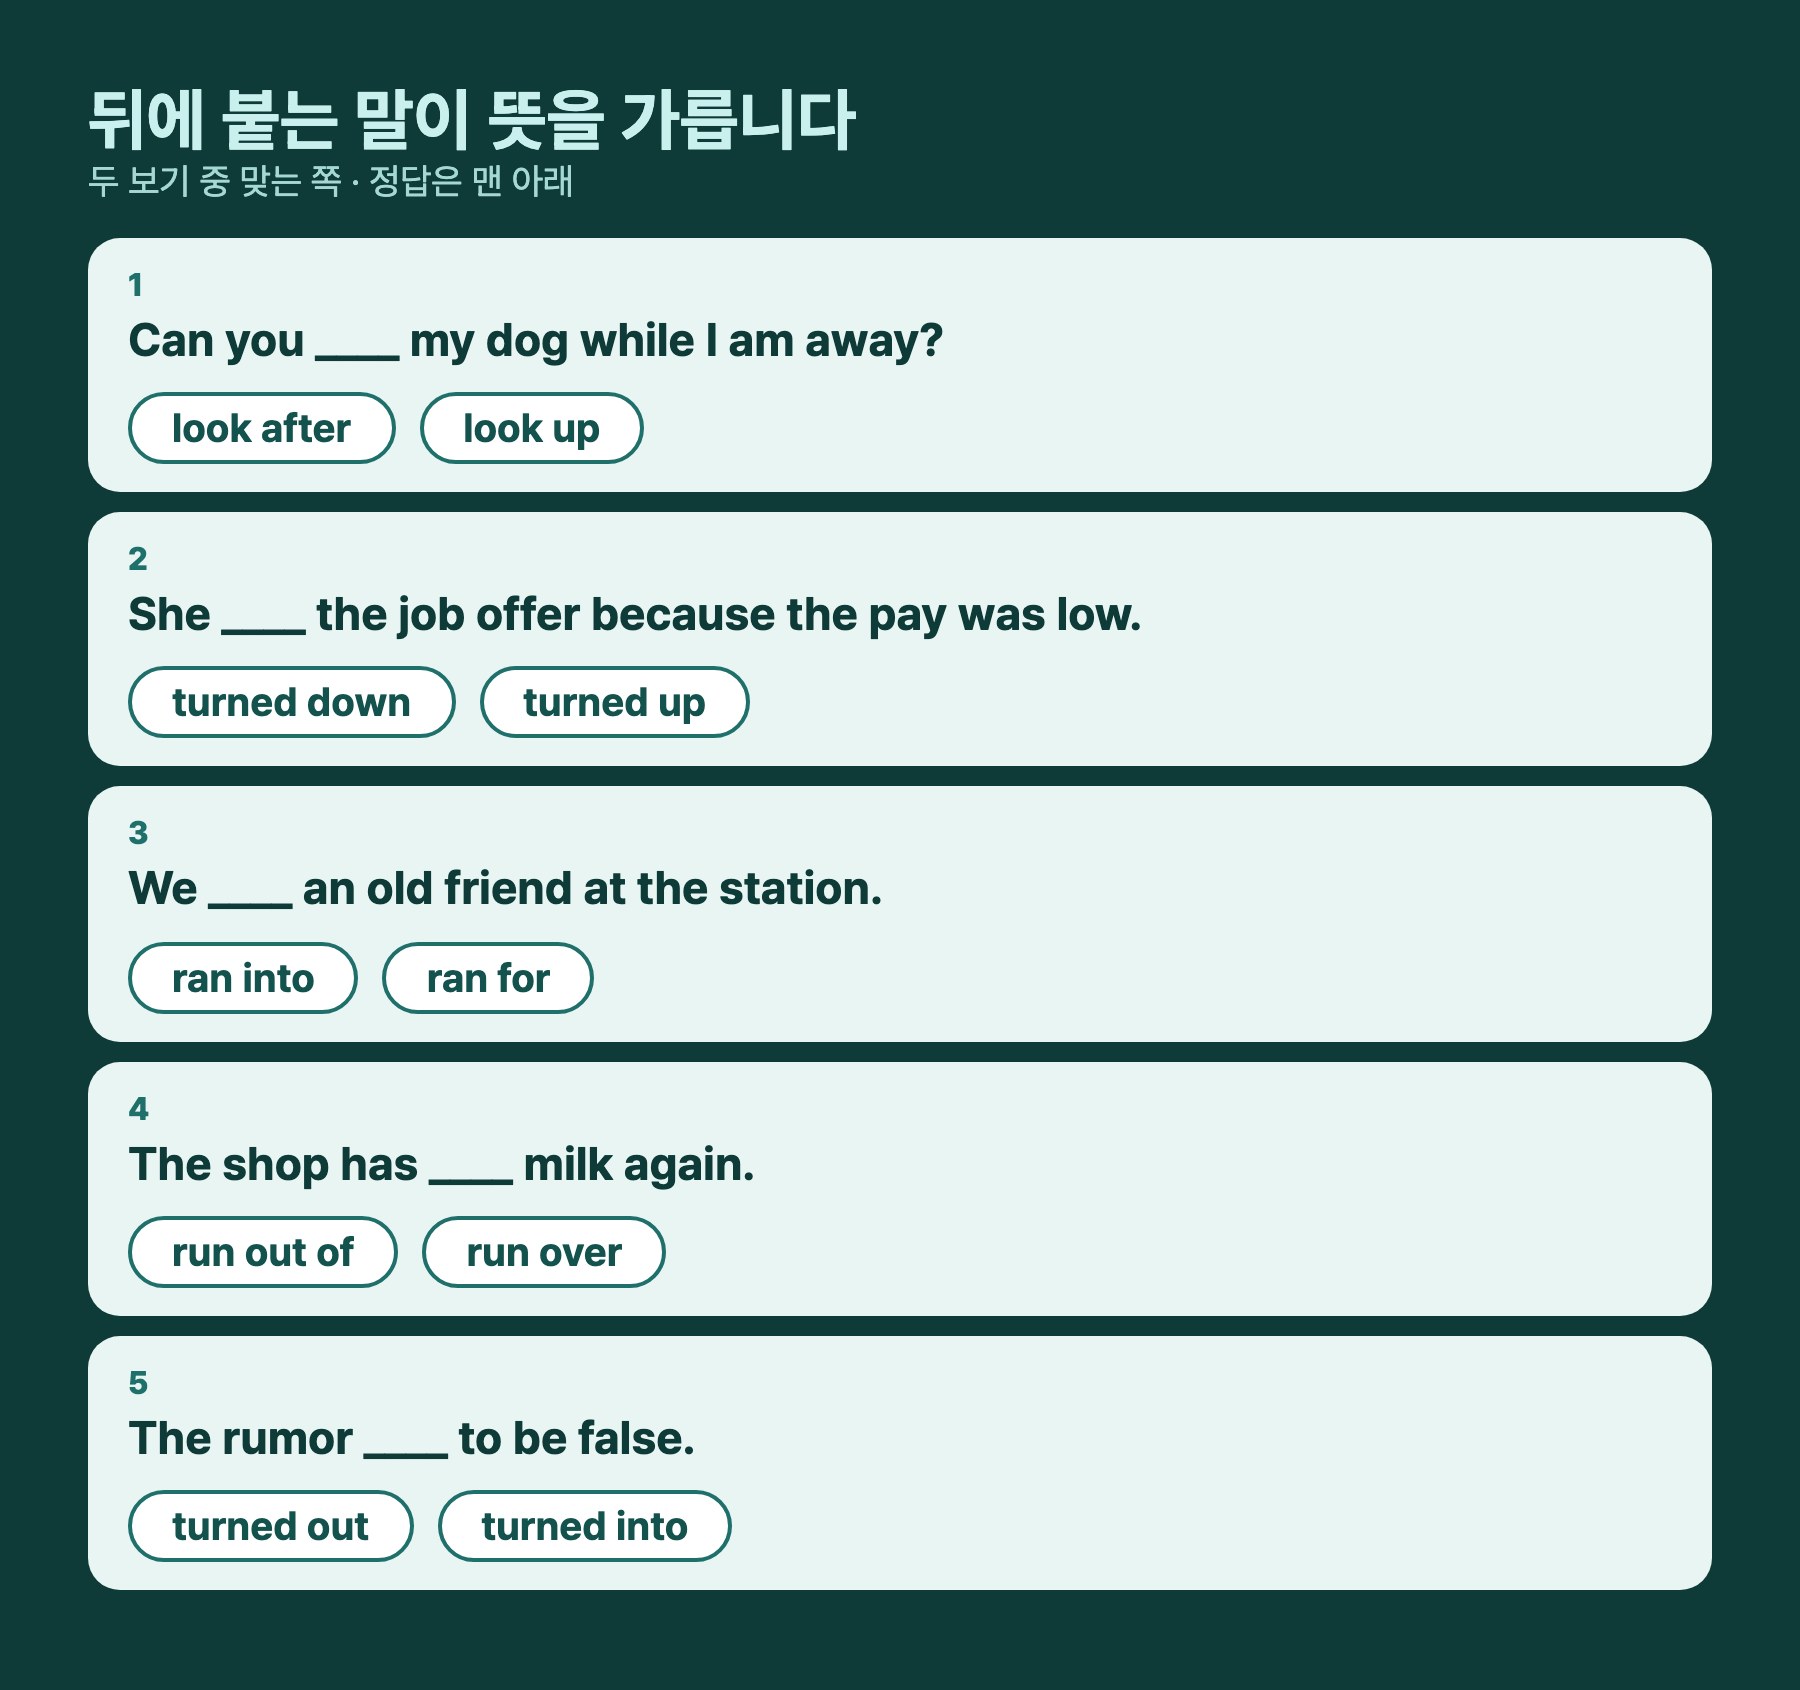 뒤에 붙는 말이 뜻을 가릅니다
두 보기 중 맞는 쪽 · 정답은 맨 아래
1
Can you ____ my dog while I am away?
look after look up
2
She ____ the job offer because the pay was low.
turned down turned up
3
We ____ an old friend at the station.
ran into ran for
4
The shop has ____ milk again.
run out of run over
5
The rumor ____ to be false.
turned out turned into